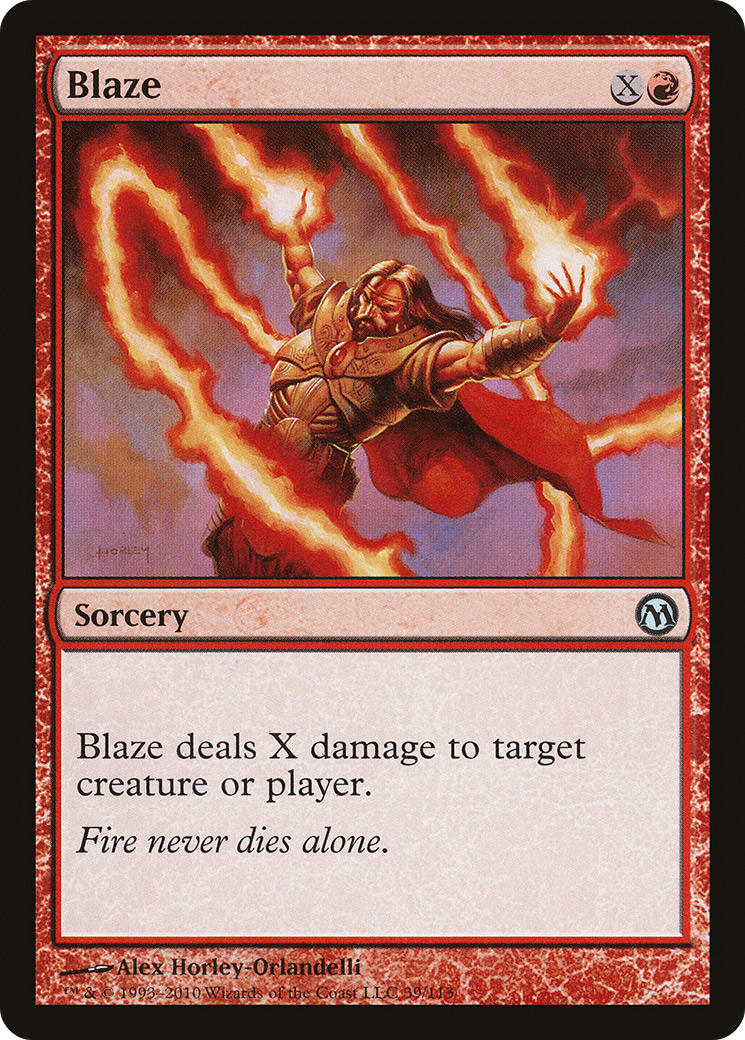 Blaze X
HORLEY
Sorcery M
Blaze deals X damage to target
creature or player.
Fire never dies alone.
Alex Horley-Orlandelli
™ & © 1993–2010 Wizards of the Coast LLC 39/113